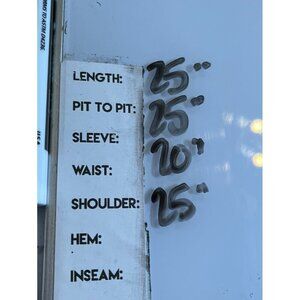 LENGTH: 25"
PIT TO PIT: 25"
SLEEVE: 20"
WAIST:
SHOULDER: 25"
HEM:
INSEAM: